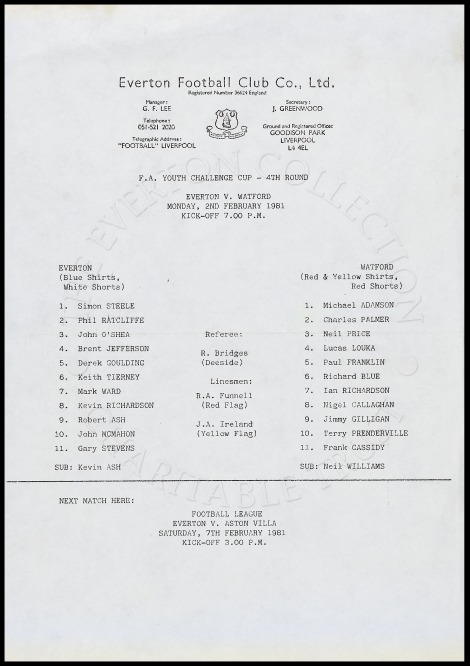 Everton Football Club Co., Ltd.
Registered Number 36624 England
Manager:
G. F. LEE
Telephone:
051-521 2020
Telegraphic Address:
"FOOTBALL" LIVERPOOL
Secretary:
J. GREENWOOD
Ground and Registered Office:
GOODISON PARK
LIVERPOOL
L4 4EL
F.A. YOUTH CHALLENGE CUP - 4TH ROUND
EVERTON V. WATFORD
MONDAY, 2ND FEBRUARY 1981
KICK-OFF 7.00 P.M.
EVERTON
(Blue Shirts,
White Shorts)
1. Simon STEELE
2. Phil RATCLIFFE
3. John O'SHEA
4. Brent JEFFERSON
5. Derek GOULDING
6. Keith TIERNEY
7. Mark WARD
8. Kevin RICHARDSON
9. Robert ASH
10. John MCMAHON
11. Gary STEVENS
SUB: Kevin ASH
Referee:
R. Bridges
(Deeside)
Linesmen:
R.A. Funnell
(Red Flag)
J.A. Ireland
(Yellow Flag)
WATFORD
(Red & Yellow Shirts,
Red Shorts)
1. Michael ADAMSON
2. Charles PALMER
3. Neil PRICE
4. Lucas LOUKA
5. Paul FRANKLIN
6. Richard BLUE
7. Ian RICHARDSON
8. Nigel CALLAGHAN
9. Jimmy GILLIGAN
10. Terry PRENDERVILLE
11. Frank CASSIDY
SUB: Neil WILLIAMS
NEXT MATCH HERE:
FOOTBALL LEAGUE
EVERTON V. ASTON VILLA
SATURDAY, 7TH FEBRUARY 1981
KICK-OFF 3.00 P.M.
EVERTON COLLECTION
CHARITABLE